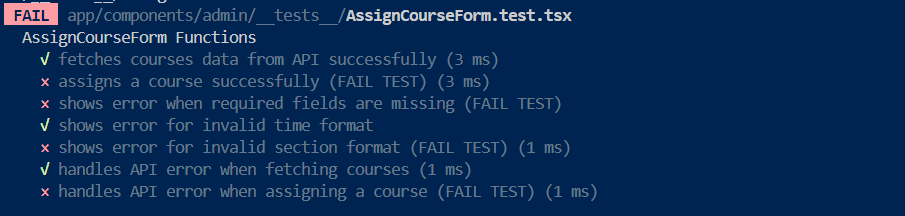 FAIL app/components/admin/__tests__/AssignCourseForm.test.tsx
AssignCourseForm Functions
√ fetches courses data from API successfully (3 ms)
× assigns a course successfully (FAIL TEST) (3 ms)
× shows error when required fields are missing (FAIL TEST)
√ shows error for invalid time format
× shows error for invalid section format (FAIL TEST) (1 ms)
√ handles API error when fetching courses (1 ms)
× handles API error when assigning a course (FAIL TEST) (1 ms)